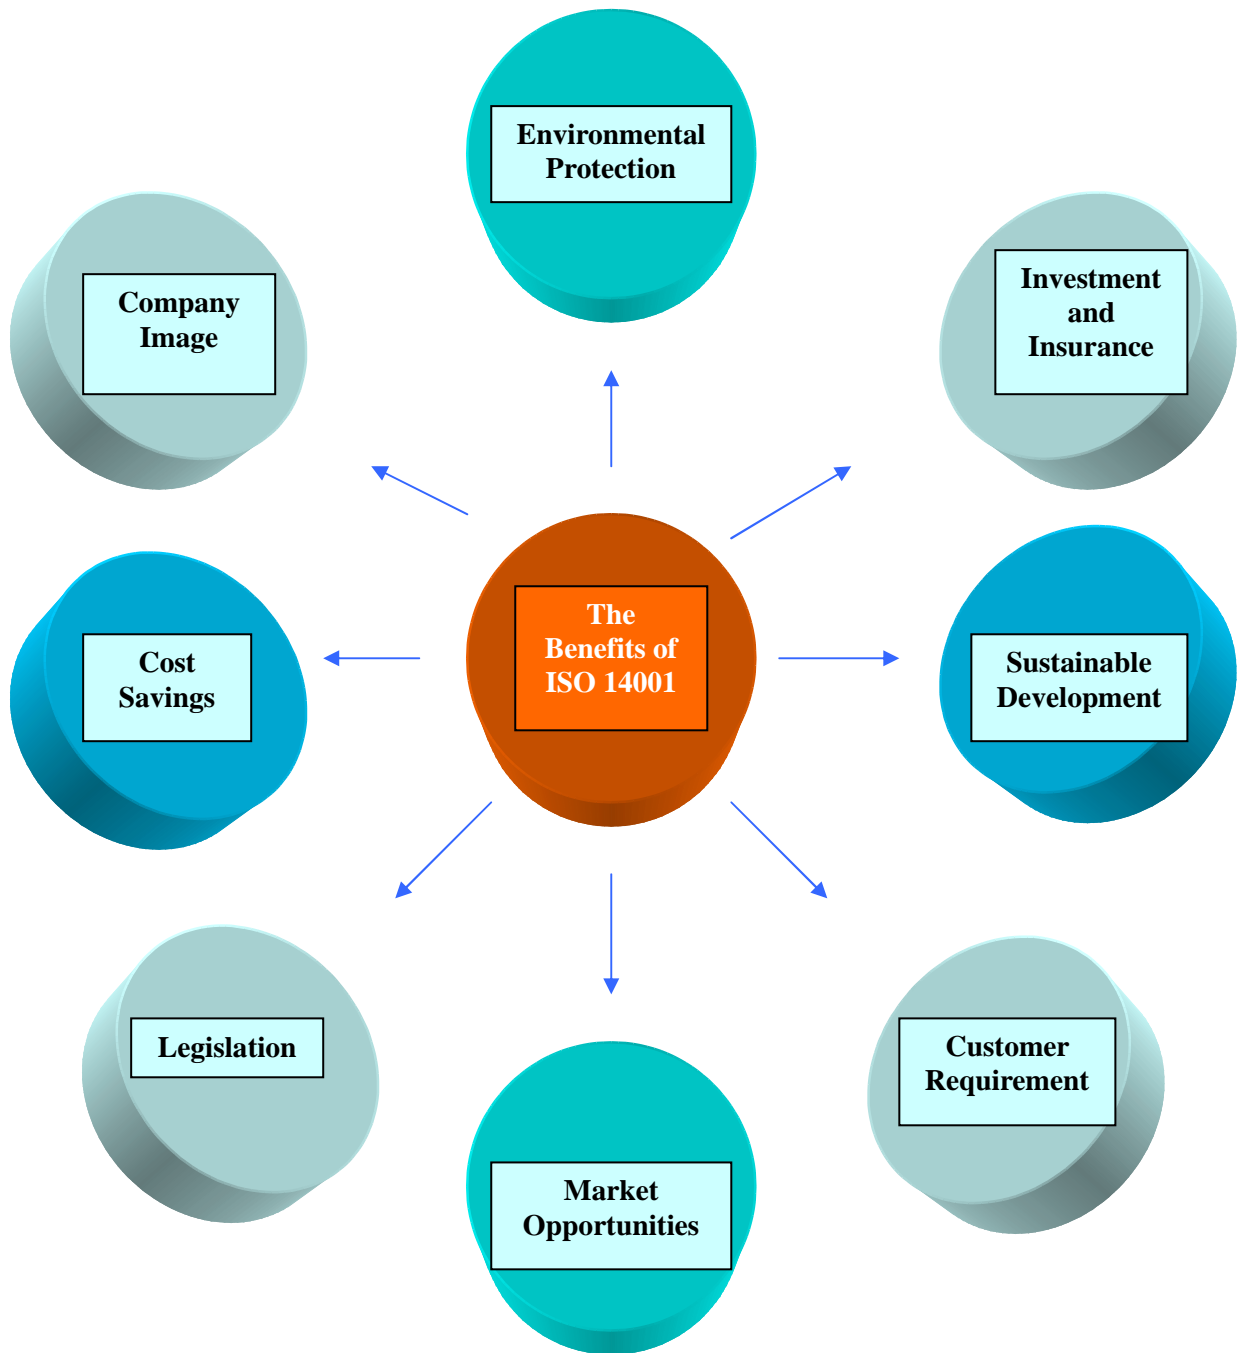 Environmental
Protection
Company
Image
Investment
and
Insurance
The
Benefits of
ISO 14001
Cost
Savings
Sustainable
Development
Legislation
Customer
Requirement
Market
Opportunities